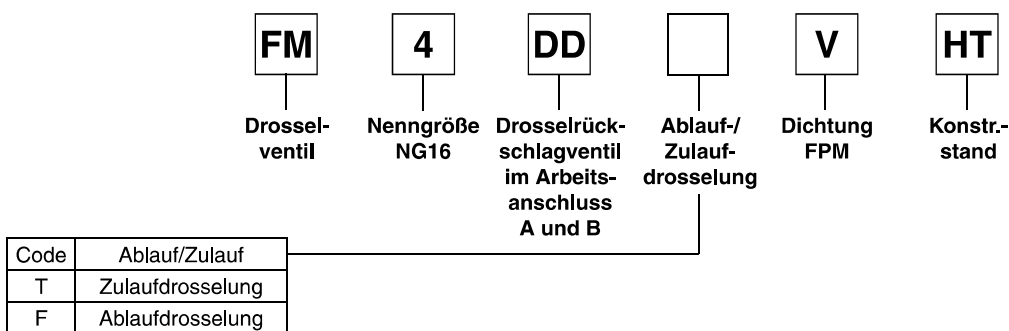 FM 4 DD V HT
Drossel-
ventil
Nenngröße
NG16
Drosselrück-
schlagventil
im Arbeits-
anschluss
A und B
Ablauf-/
Zulauf-
drosselung
Dichtung
FPM
Konstr.-
stand
Code Ablauf/Zulauf
T Zulaufdrosselung
F Ablaufdrosselung